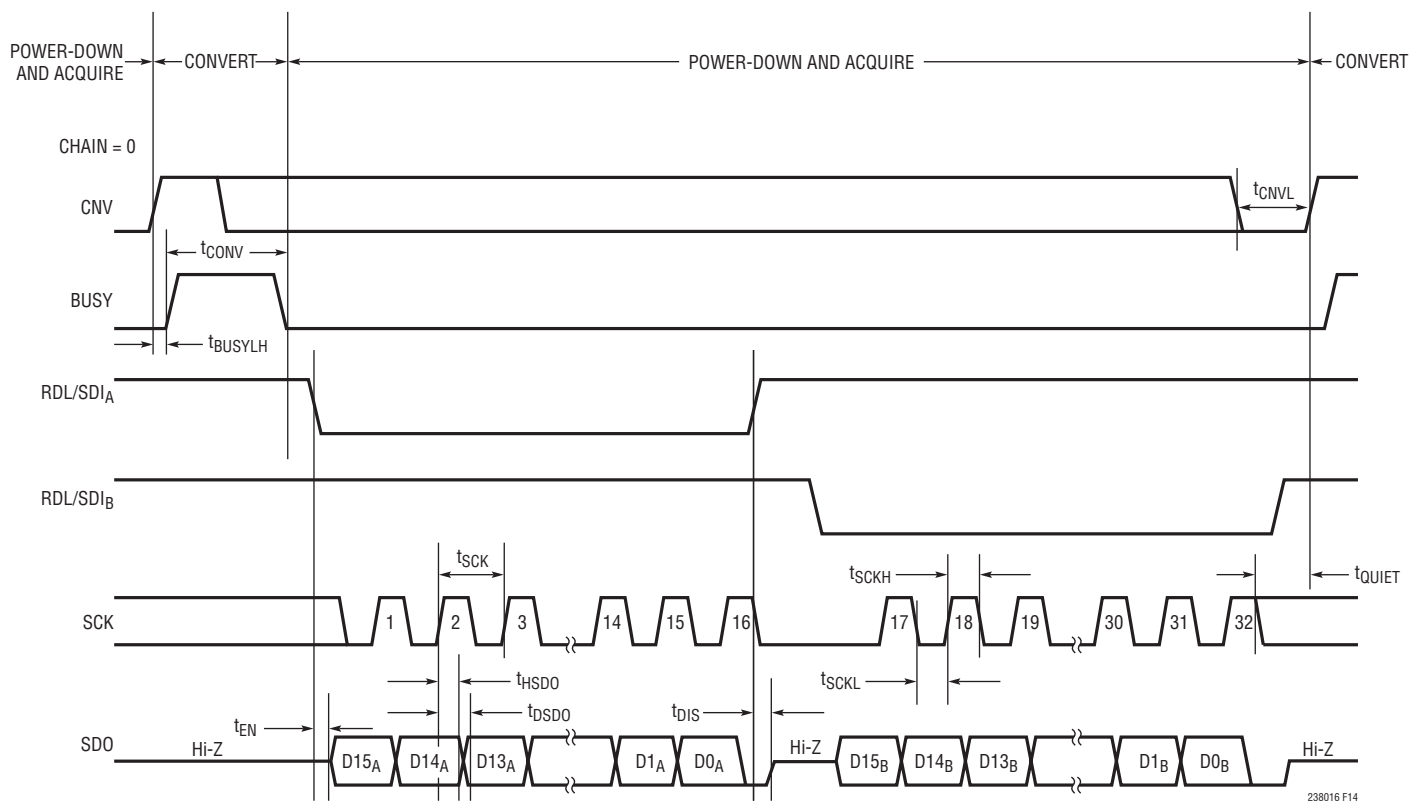 POWER-DOWN
AND ACQUIRE
CONVERT
POWER-DOWN AND ACQUIRE
CONVERT
CHAIN = 0
CNV
tCNVL
tCONV
BUSY
tBUSYLH
RDL/SDIA
RDL/SDIB
tSCK
tSCKH
tQUIET
SCK
1
2
3
14
15
16
17
18
19
30
31
32
tHSDO
tSCKL
tDSDO
tDIS
tEN
SDO
Hi-Z
D15A
D14A
D13A
D1A
D0A
Hi-Z
D15B
D14B
D13B
D1B
D0B
Hi-Z
238016 F14